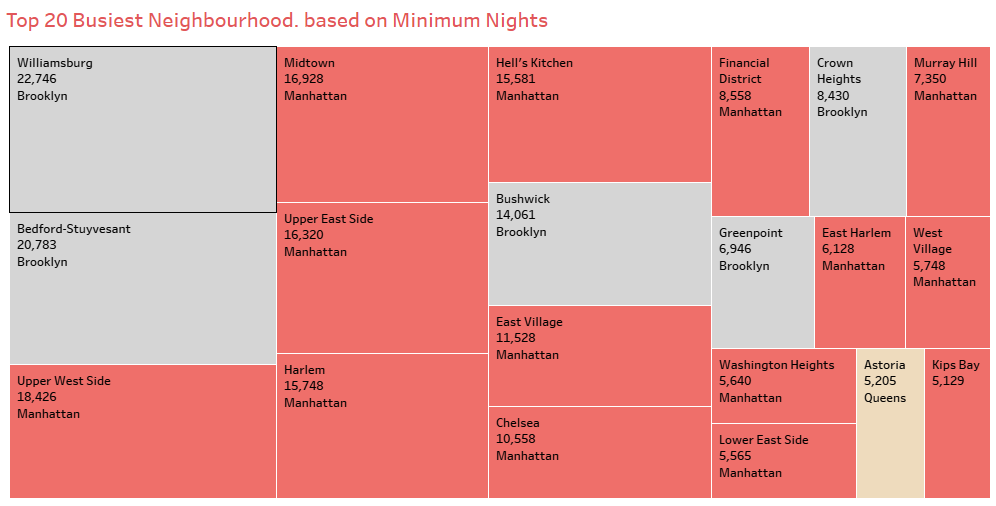 Top 20 Busiest Neighbourhood. based on Minimum Nights
Williamsburg
22,746
Brooklyn
Bedford-Stuyvesant
20,783
Brooklyn
Upper West Side
18,426
Manhattan
Midtown
16,928
Manhattan
Upper East Side
16,320
Manhattan
Harlem
15,748
Manhattan
Hell's Kitchen
15,581
Manhattan
Bushwick
14,061
Brooklyn
East Village
11,528
Manhattan
Chelsea
10,558
Manhattan
Financial
District
8,558
Manhattan
Crown
Heights
8,430
Brooklyn
Murray Hill
7,350
Manhattan
Greenpoint
6,946
Brooklyn
East Harlem
6,128
Manhattan
West
Village
5,748
Manhattan
Washington Heights
5,640
Manhattan
Lower East Side
5,565
Manhattan
Astoria
5,205
Queens
Kips Bay
5,129